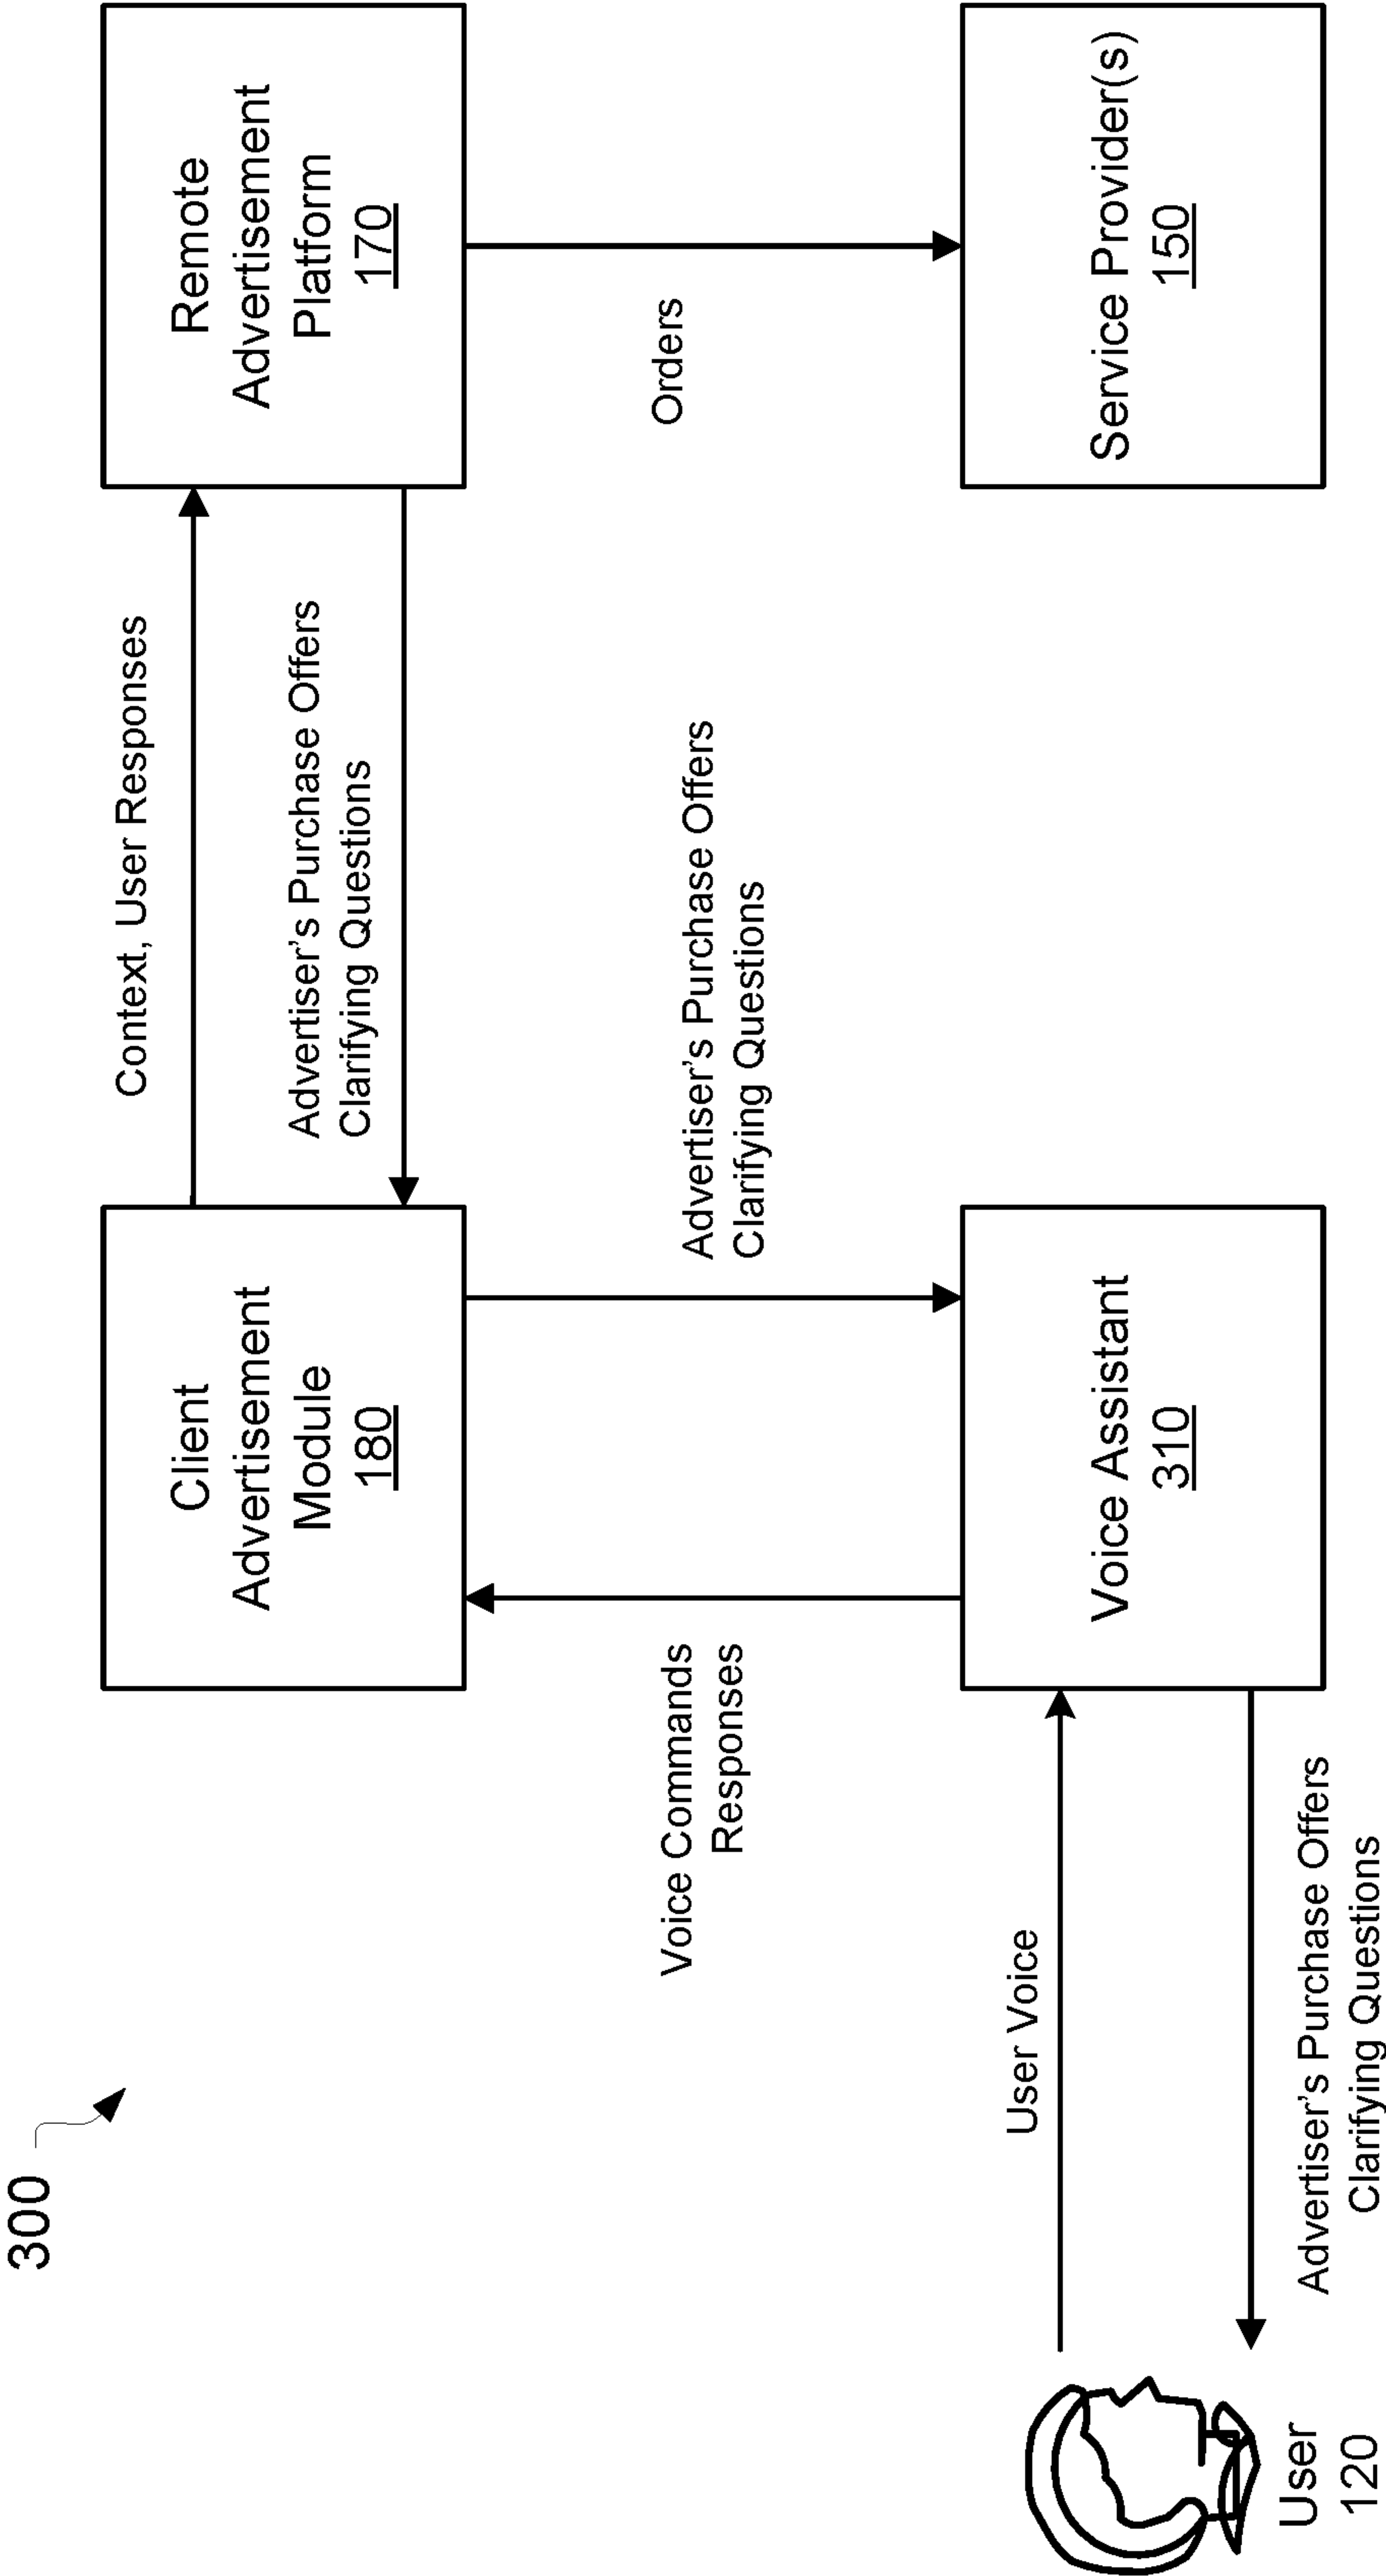 300
Client
Advertisement
Module
180
Context, User Responses
Advertiser's Purchase Offers
Clarifying Questions
Remote
Advertisement
Platform
170
Voice Commands
Responses
Advertiser's Purchase Offers
Clarifying Questions
Orders
User Voice
Advertiser's Purchase Offers
Clarifying Questions
User
120
Voice Assistant
310
Service Provider(s)
150